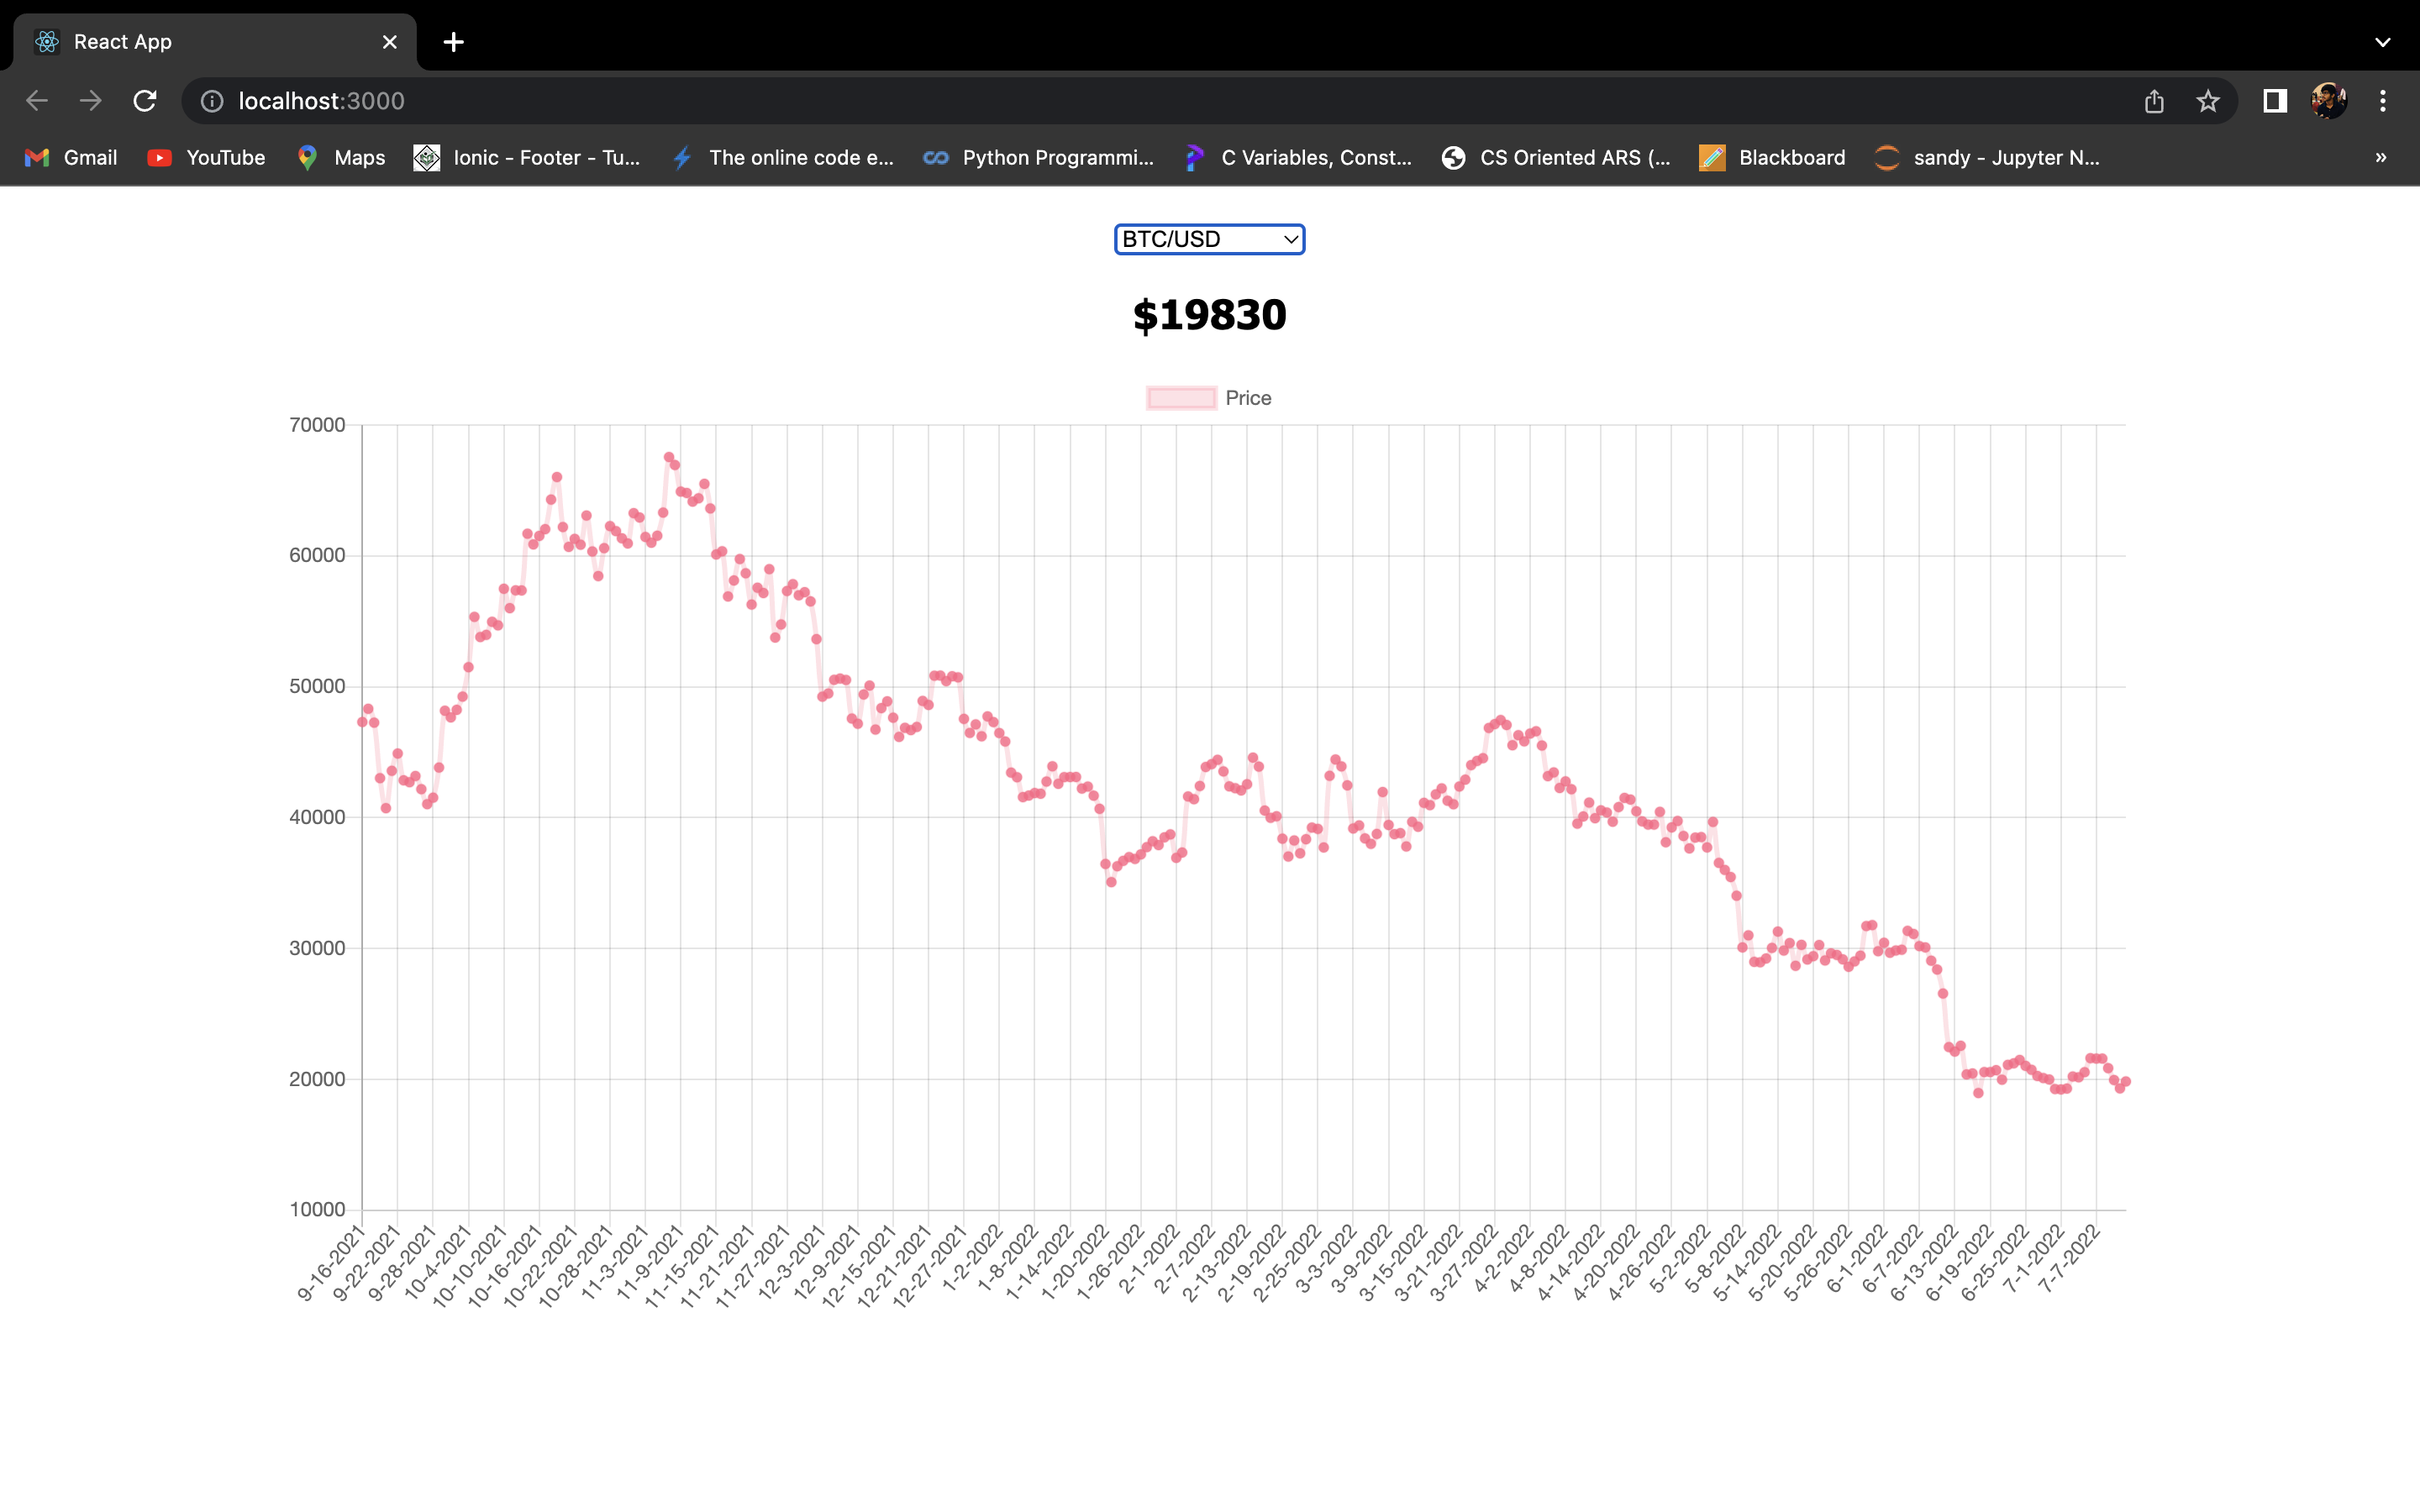 React App
localhost:3000
Gmail YouTube Maps Ionic - Footer - Tu... The online code e... Python Programmi... C Variables, Const... CS Oriented ARS (... Blackboard sandy - Jupyter N... »
BTC/USD
$19830
Price
70000
60000
50000
40000
30000
20000
10000
9-16-2021 9-22-2021 9-28-2021 10-4-2021 10-10-2021 10-16-2021 10-22-2021 10-28-2021 11-3-2021 11-9-2021 11-15-2021 11-21-2021 11-27-2021 12-3-2021 12-9-2021 12-15-2021 12-21-2021 12-27-2021 1-2-2022 1-8-2022 1-14-2022 1-20-2022 1-26-2022 2-1-2022 2-7-2022 2-13-2022 2-19-2022 2-25-2022 3-3-2022 3-9-2022 3-15-2022 3-21-2022 3-27-2022 4-2-2022 4-8-2022 4-14-2022 4-20-2022 4-26-2022 5-2-2022 5-8-2022 5-14-2022 5-20-2022 5-26-2022 6-1-2022 6-7-2022 6-13-2022 6-19-2022 6-25-2022 7-1-2022 7-7-2022